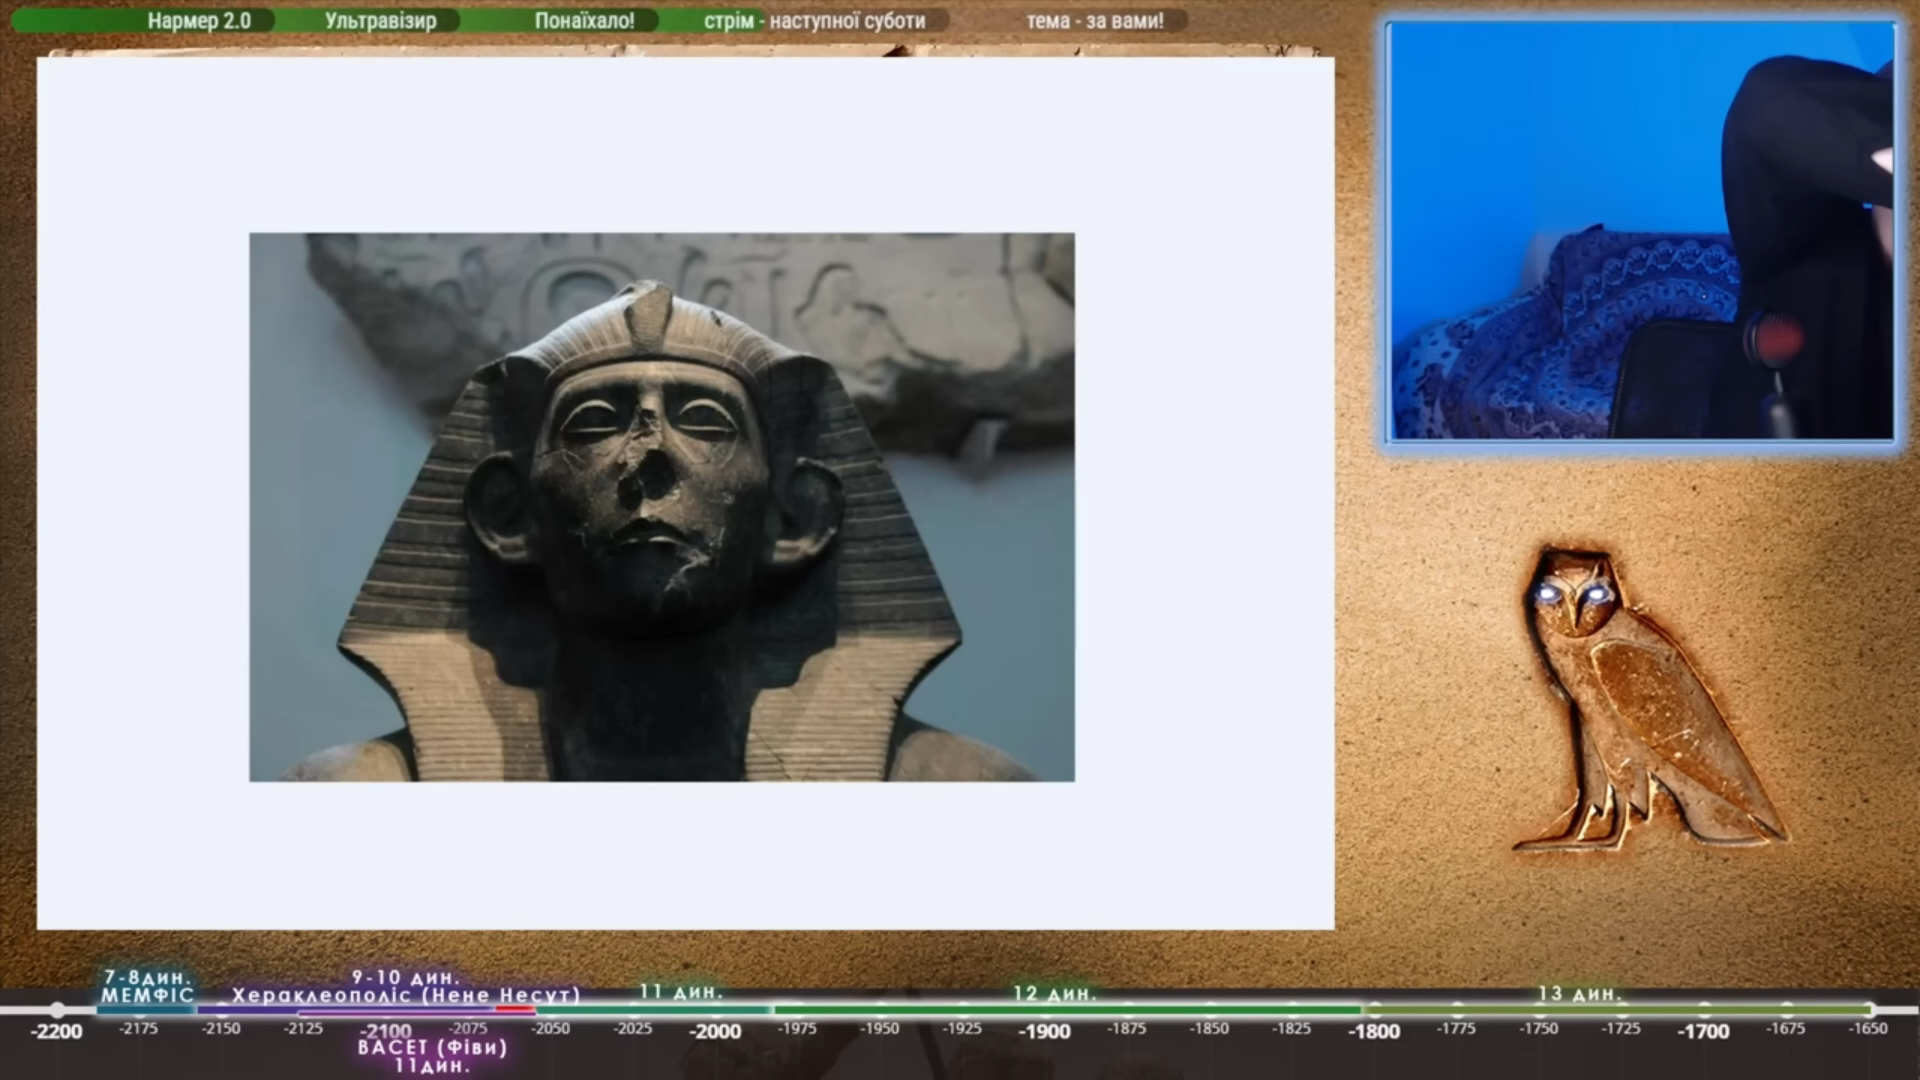 Нармер 2.0
Ультравізир
Понаїхало!
стрім - наступної суботи
тема - за вами!
7-8дин.
МЕМФІС
9-10 дин.
Хераклеополіс (Нене Несут)
11 дин.
12 дин.
13 дин.
-2200 -2175 -2150 -2125 -2100 -2075 -2050 -2025 -2000 -1975 -1950 -1925 -1900 -1875 -1850 -1825 -1800 -1775 -1750 -1725 -1700 -1675 -1650
ВАСЕТ (Фіви)
11дин.